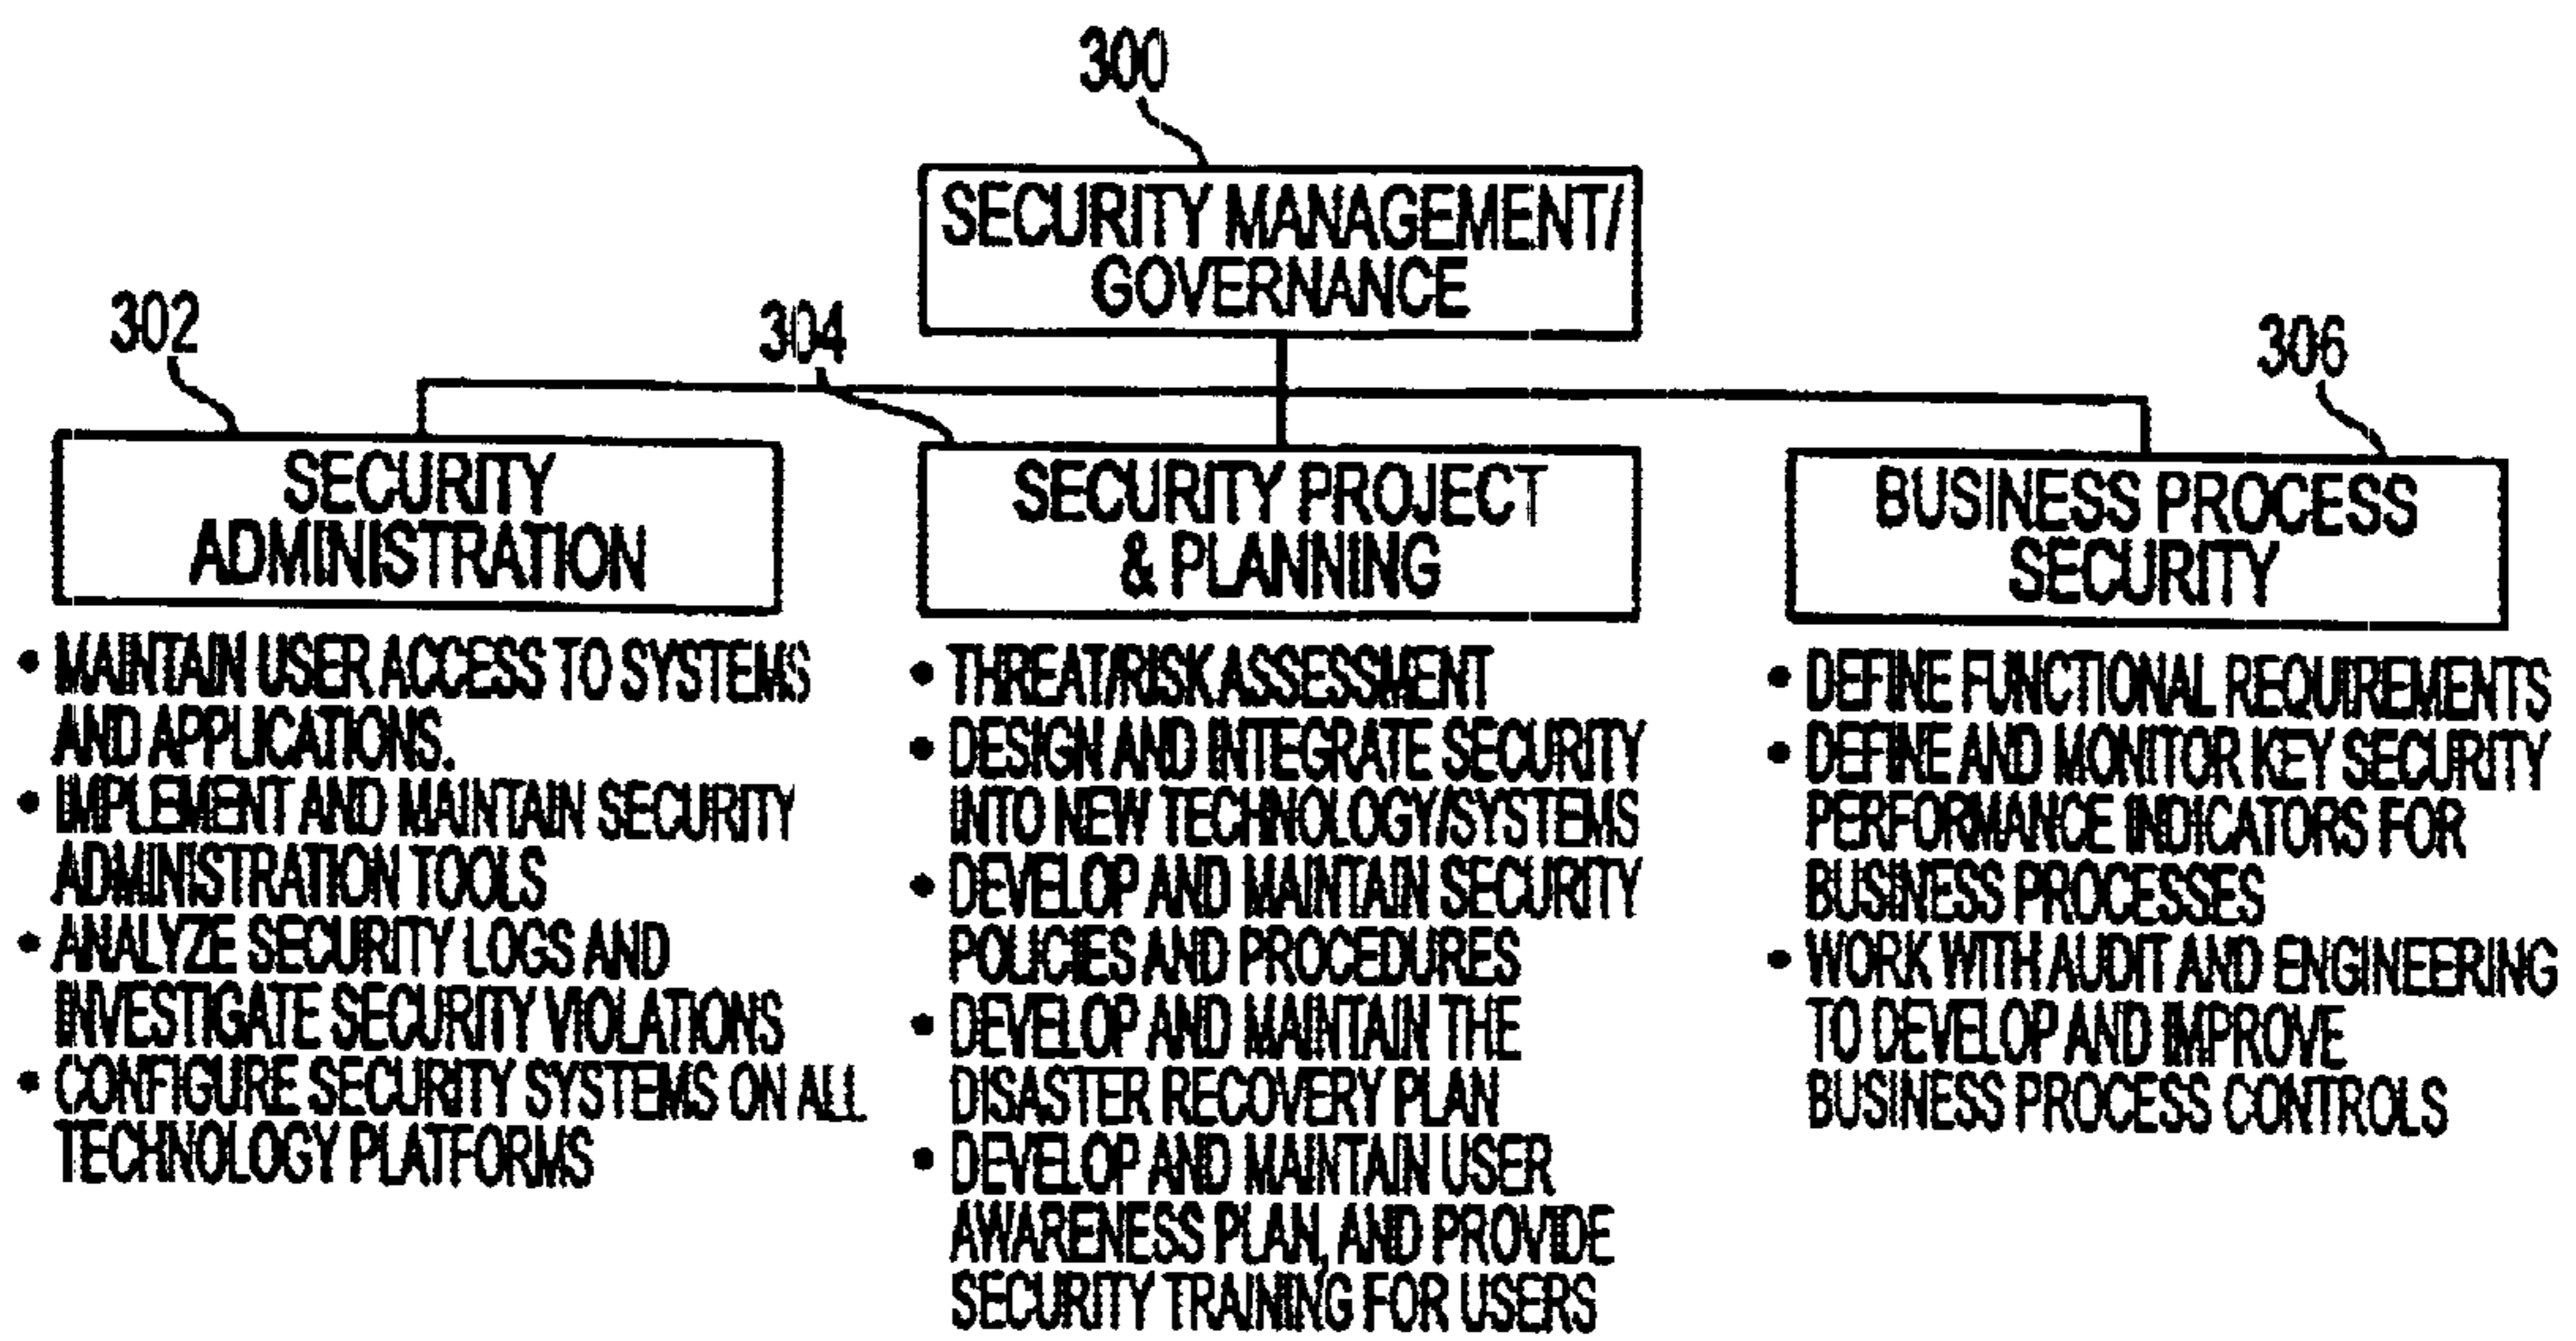 300
SECURITY MANAGEMENT/
GOVERNANCE
302
304
306
SECURITY
ADMINISTRATION
• MAINTAIN USER ACCESS TO SYSTEMS
AND APPLICATIONS.
• IMPLEMENT AND MAINTAIN SECURITY
ADMINISTRATION TOOLS
• ANALYZE SECURITY LOGS AND
INVESTIGATE SECURITY VIOLATIONS
• CONFIGURE SECURITY SYSTEMS ON ALL
TECHNOLOGY PLATFORMS
SECURITY PROJECT
& PLANNING
• THREAT/RISK ASSESSMENT
• DESIGN AND INTEGRATE SECURITY
INTO NEW TECHNOLOGY/SYSTEMS
• DEVELOP AND MAINTAIN SECURITY
POLICIES AND PROCEDURES
• DEVELOP AND MAINTAIN THE
DISASTER RECOVERY PLAN
• DEVELOP AND MAINTAIN USER
AWARENESS PLAN, AND PROVIDE
SECURITY TRAINING FOR USERS
BUSINESS PROCESS
SECURITY
• DEFINE FUNCTIONAL REQUIREMENTS
• DEFINE AND MONITOR KEY SECURITY
PERFORMANCE INDICATORS FOR
BUSINESS PROCESSES
• WORK WITH AUDIT AND ENGINEERING
TO DEVELOP AND IMPROVE
BUSINESS PROCESS CONTROLS